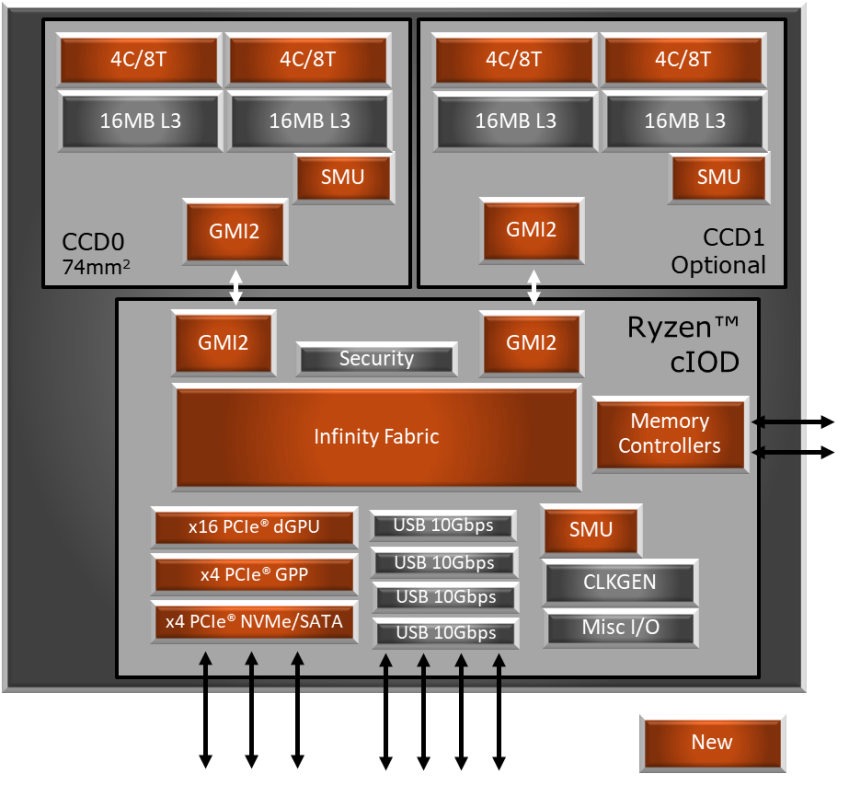 4C/8T
4C/8T
16MB L3
16MB L3
SMU
GMI2
CCD0
74mm²
4C/8T
4C/8T
16MB L3
16MB L3
SMU
GMI2
CCD1
Optional
GMI2
Security
GMI2
Ryzen™
cIOD
Infinity Fabric
Memory
Controllers
x16 PCIe® dGPU
x4 PCIe® GPP
x4 PCIe® NVMe/SATA
USB 10Gbps
USB 10Gbps
USB 10Gbps
USB 10Gbps
SMU
CLKGEN
Misc I/O
New